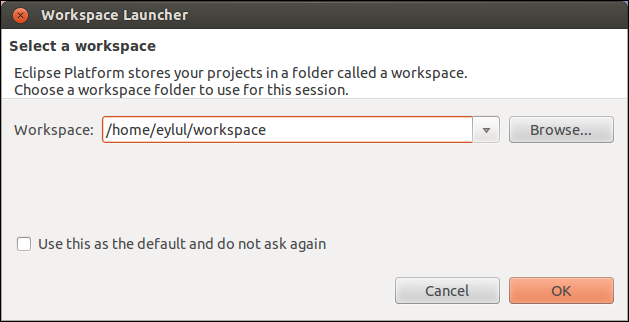 Workspace Launcher
Select a workspace
Eclipse Platform stores your projects in a folder called a workspace.
Choose a workspace folder to use for this session.
Workspace: /home/eylul/workspace Browse...
Use this as the default and do not ask again
Cancel OK